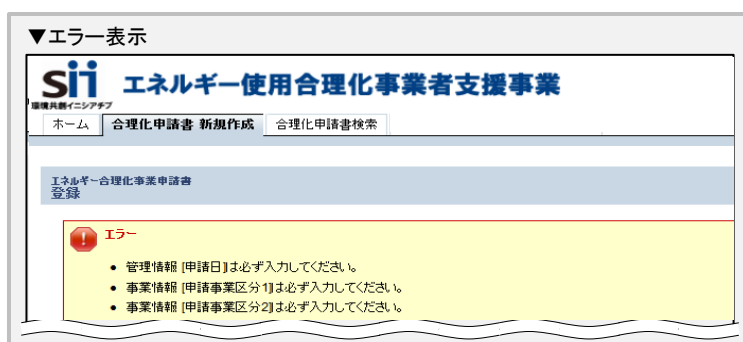 ▼エラー表示
Sii エネルギー使用合理化事業者支援事業
環境共創イニシアチブ
ホーム 合理化申請書 新規作成 合理化申請書検索
エネルギー合理化事業申請書
登録
エラー
• 管理情報 [申請日]は必ず入力してください。
• 事業情報 [申請事業区分1]は必ず入力してください。
• 事業情報 [申請事業区分2]は必ず入力してください。